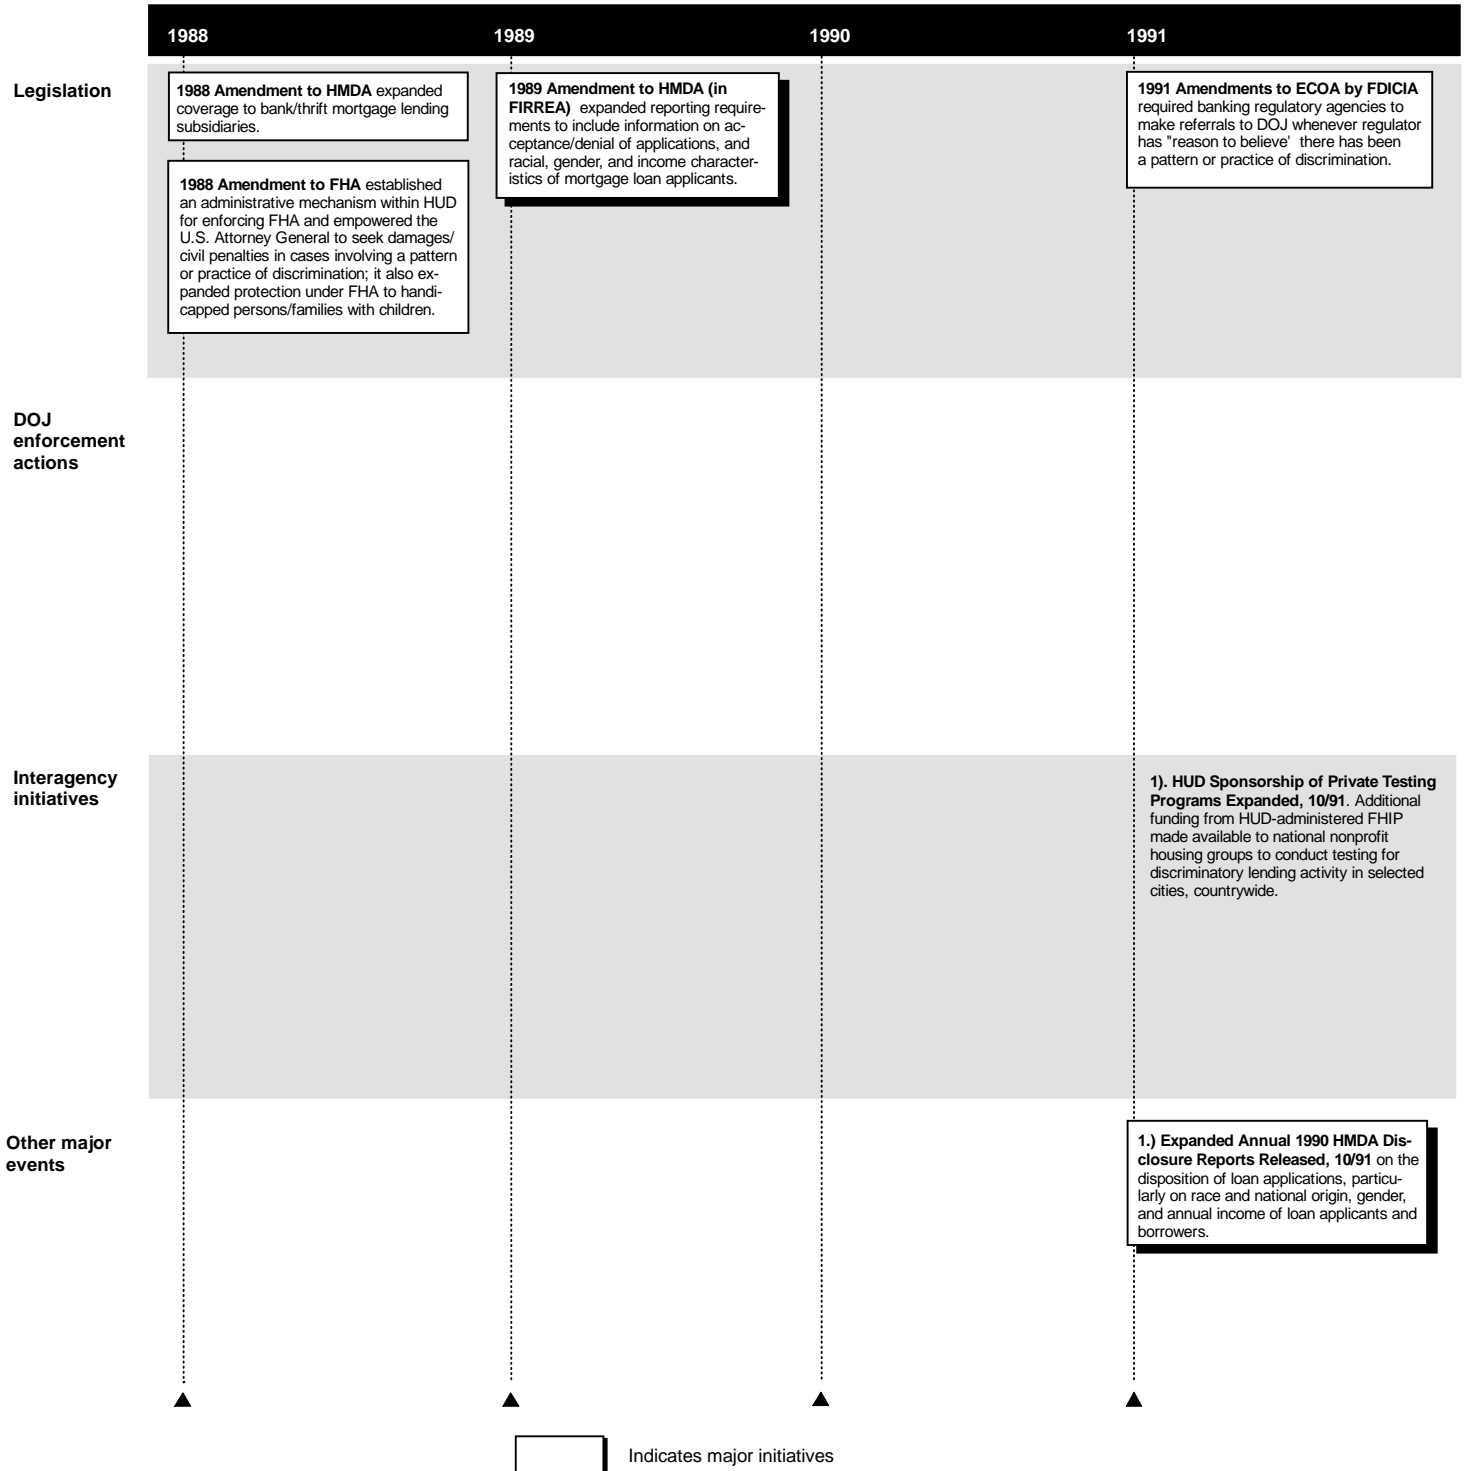 1988 1989 1990 1991
Legislation
1988 Amendment to HMDA expanded
coverage to bank/thrift mortgage lending
subsidiaries.
1988 Amendment to FHA established
an administrative mechanism within HUD
for enforcing FHA and empowered the
U.S. Attorney General to seek damages/
civil penalties in cases involving a pattern
or practice of discrimination; it also ex-
panded protection under FHA to handi-
capped persons/families with children.
1989 Amendment to HMDA (in
FIRREA) expanded reporting require-
ments to include information on ac-
ceptance/denial of applications, and
racial, gender, and income character-
istics of mortgage loan applicants.
1991 Amendments to ECOA by FDICIA
required banking regulatory agencies to
make referrals to DOJ whenever regulator
has "reason to believe' there has been
a pattern or practice of discrimination.
DOJ
enforcement
actions
Interagency
initiatives
1). HUD Sponsorship of Private Testing
Programs Expanded, 10/91. Additional
funding from HUD-administered FHIP
made available to national nonprofit
housing groups to conduct testing for
discriminatory lending activity in selected
cities, countrywide.
Other major
events
1.) Expanded Annual 1990 HMDA Dis-
closure Reports Released, 10/91 on the
disposition of loan applications, particu-
larly on race and national origin, gender,
and annual income of loan applicants and
borrowers.
Indicates major initiatives